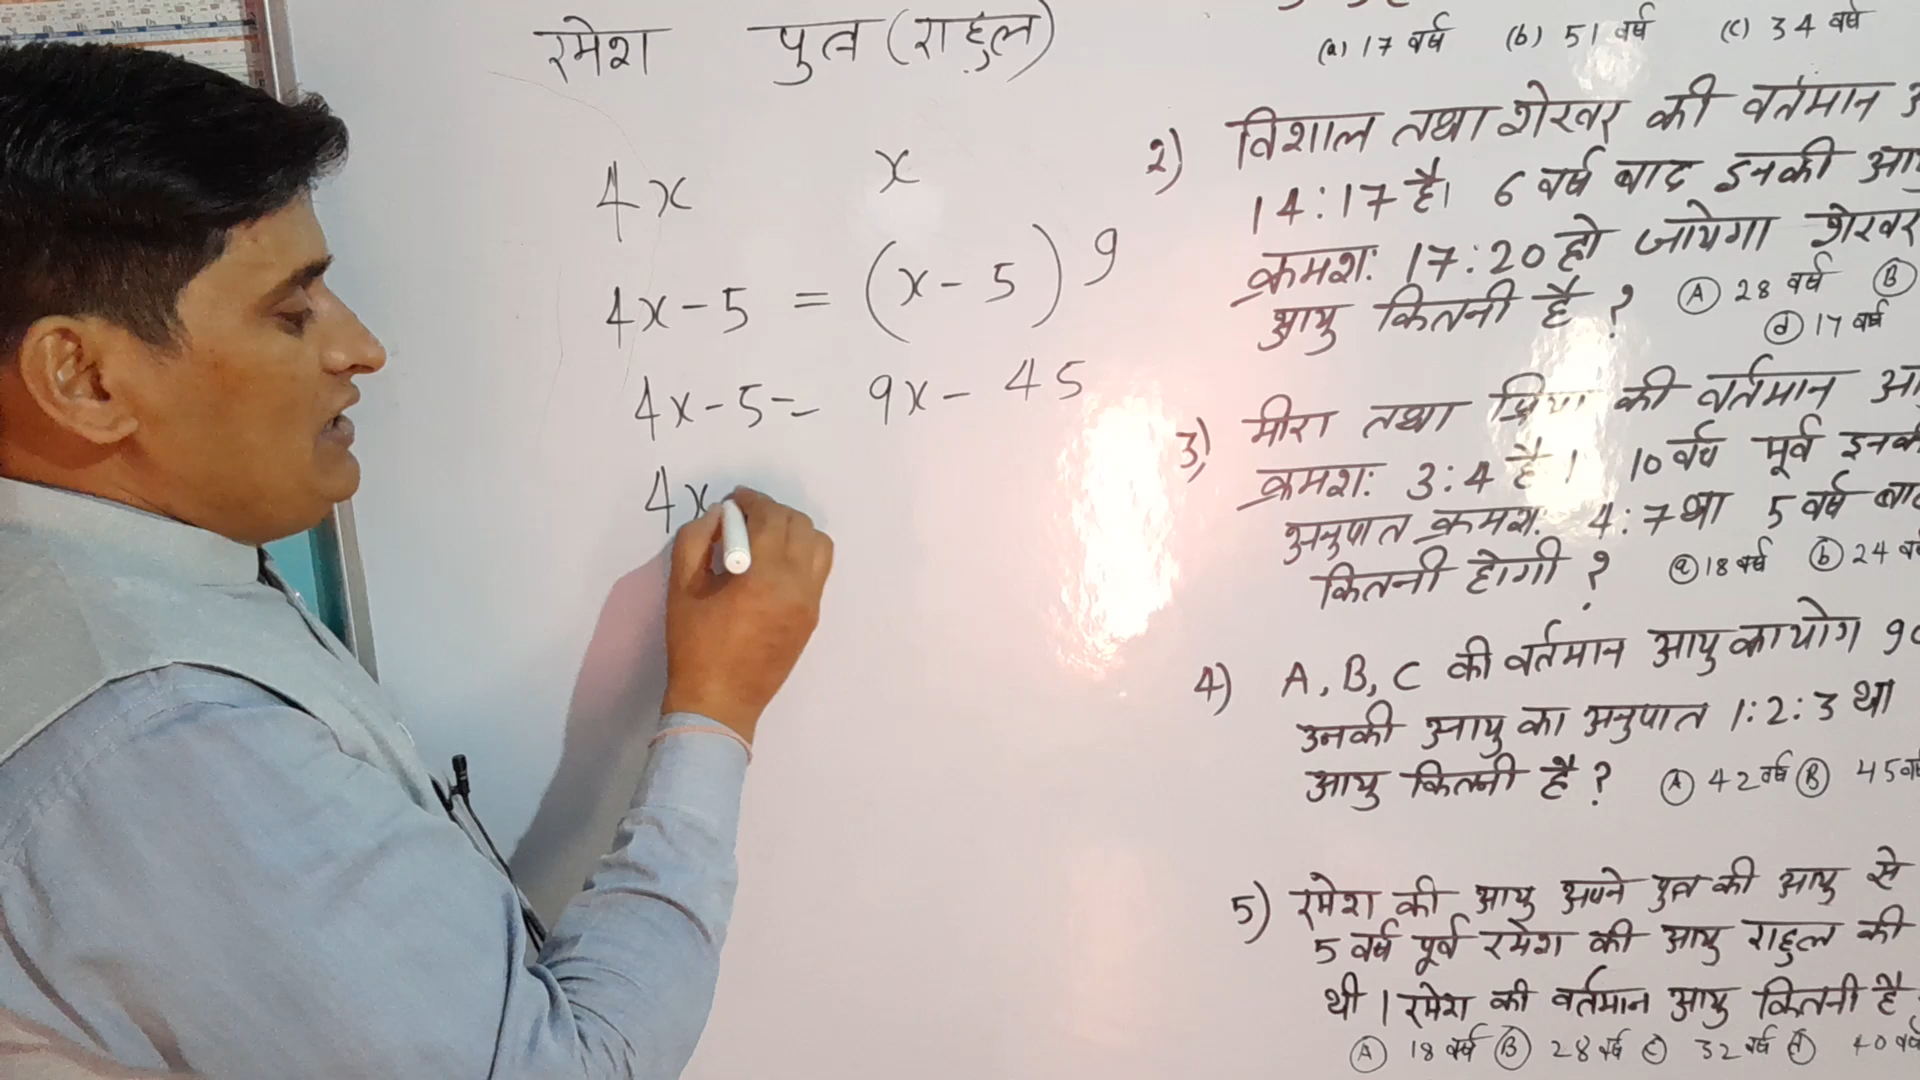 रमेश पुत्र (राहुल)
4x x
4x - 5 = (x - 5) 9
4x - 5 = 9x - 45
4x
(a) 17 वर्ष (b) 51 वर्ष (c) 34 वर्ष
2) विशाल तथा शेखर की वर्तमान
14:17 है। 6 वर्ष बाद इनकी
क्रमश: 17:20 हो जायेगा शेखर
आयु कितनी है ? (A) 28 वर्ष (B)
(d) 17 वर्ष
3) मीरा तथा प्रिया की वर्तमान
क्रमश: 3:4 है। 10 वर्ष पूर्व
अनुपात क्रमश: 4:7 था 5 वर्ष
कितनी होगी ? (a) 18 वर्ष (b) 24
4) A, B, C की वर्तमान आयु का योग
उनकी आयु का अनुपात 1:2:3 था
आयु कितनी है ? (A) 42 वर्ष (B) 45 वर्ष
5) रमेश की आयु अपने पुत्र की आयु से
5 वर्ष पूर्व रमेश की आयु राहुल की
थी । रमेश की वर्तमान आयु कितनी है
(A) 18 वर्ष (B) 28 वर्ष (C) 32 वर्ष (d) 40 वर्ष